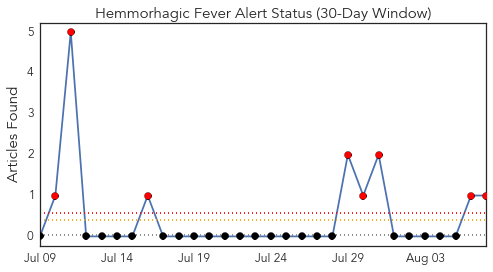 Hemmorhagic Fever Alert Status (30-Day Window)
Articles Found
5
4
3
2
1
0
Jul 09 Jul 14 Jul 19 Jul 24 Jul 29 Aug 03